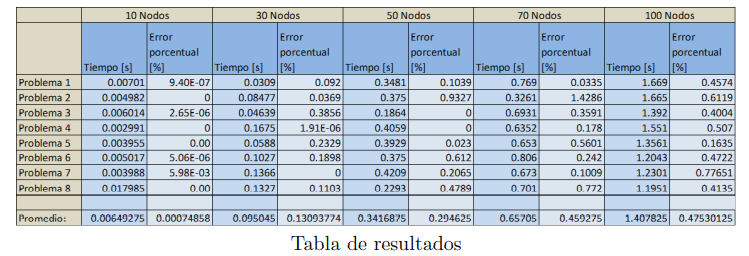 10 Nodos 30 Nodos 50 Nodos 70 Nodos 100 Nodos
Tiempo [s] Error porcentual [%] Tiempo [s] Error porcentual [%] Tiempo [s] Error porcentual [%] Tiempo [s] Error porcentual [%] Tiempo [s] Error porcentual [%]
Problema 1 0.00701 9.40E-07 0.0309 0.092 0.3481 0.1039 0.769 0.0335 1.669 0.4574
Problema 2 0.004982 0 0.08477 0.0369 0.375 0.9327 0.3261 1.4286 1.665 0.6119
Problema 3 0.006014 2.65E-06 0.04639 0.3856 0.1864 0 0.6931 0.3591 1.392 0.4004
Problema 4 0.002991 0 0.1675 1.91E-06 0.4059 0 0.6352 0.178 1.551 0.507
Problema 5 0.003955 0.00 0.0588 0.2329 0.3929 0.023 0.653 0.5601 1.3561 0.1635
Problema 6 0.005017 5.06E-06 0.1027 0.1898 0.375 0.612 0.806 0.242 1.2043 0.4722
Problema 7 0.003988 5.98E-03 0.1366 0 0.4209 0.2065 0.673 0.1009 1.2301 0.77651
Problema 8 0.017985 0.00 0.1327 0.1103 0.2293 0.4789 0.701 0.772 1.1951 0.4135
Promedio: 0.00649275 0.00074858 0.095045 0.13093774 0.3416875 0.294625 0.65705 0.459275 1.407825 0.47530125
Tabla de resultados